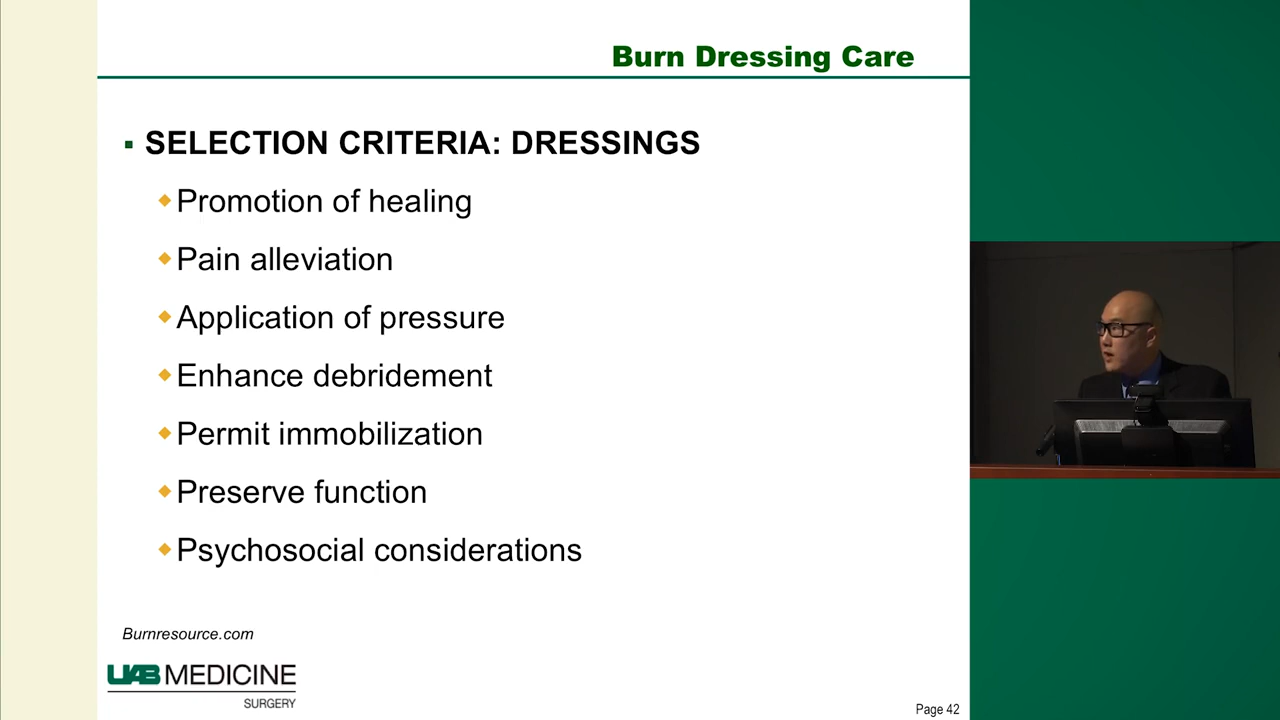 Burn Dressing Care
SELECTION CRITERIA: DRESSINGS
Promotion of healing
Pain alleviation
Application of pressure
Enhance debridement
Permit immobilization
Preserve function
Psychosocial considerations
Burnresource.com
UAB MEDICINE
SURGERY
Page 42